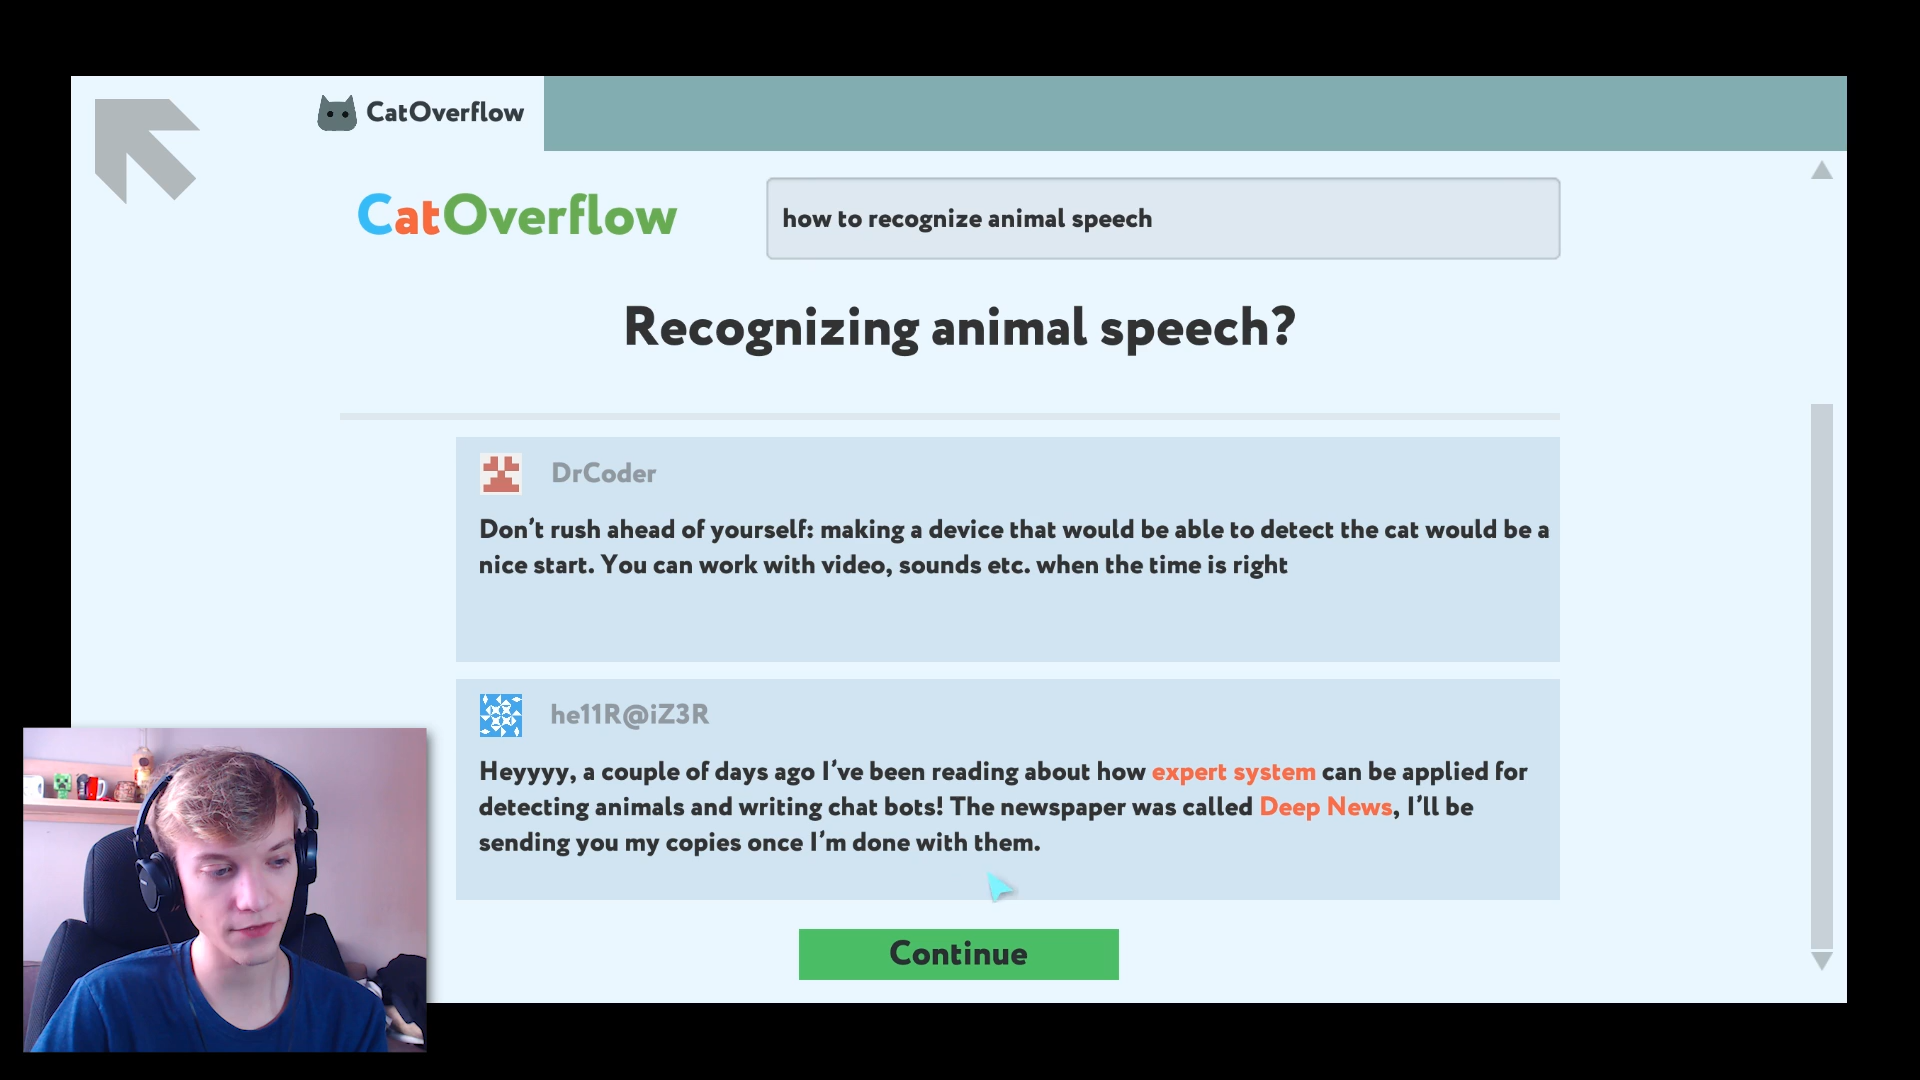 CatOverflow
CatOverflow
how to recognize animal speech
Recognizing animal speech?
DrCoder
Don't rush ahead of yourself: making a device that would be able to detect the cat would be a
nice start. You can work with video, sounds etc. when the time is right
he11R@iZ3R
Heyyyy, a couple of days ago I've been reading about how expert system can be applied for
detecting animals and writing chat bots! The newspaper was called Deep News, I'll be
sending you my copies once I'm done with them.
Continue